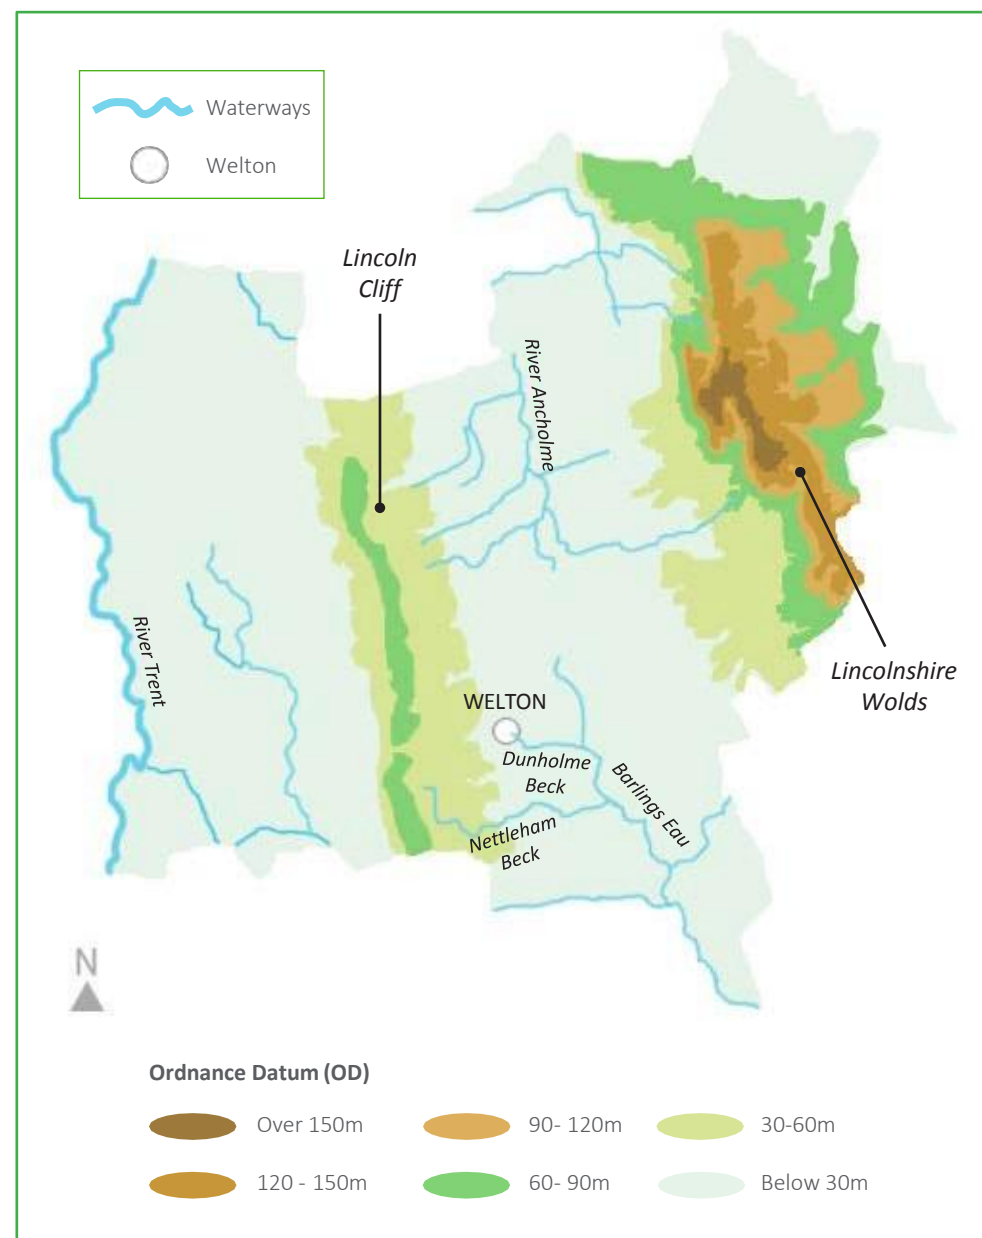 Waterways
Welton
Lincoln
Cliff
River Ancholme
River Trent
Lincolnshire
Wolds
WELTON
Dunholme
Beck
Barlings Eau
Nettleham
Beck
N
Ordnance Datum (OD)
Over 150m
90- 120m
30-60m
120 - 150m
60- 90m
Below 30m